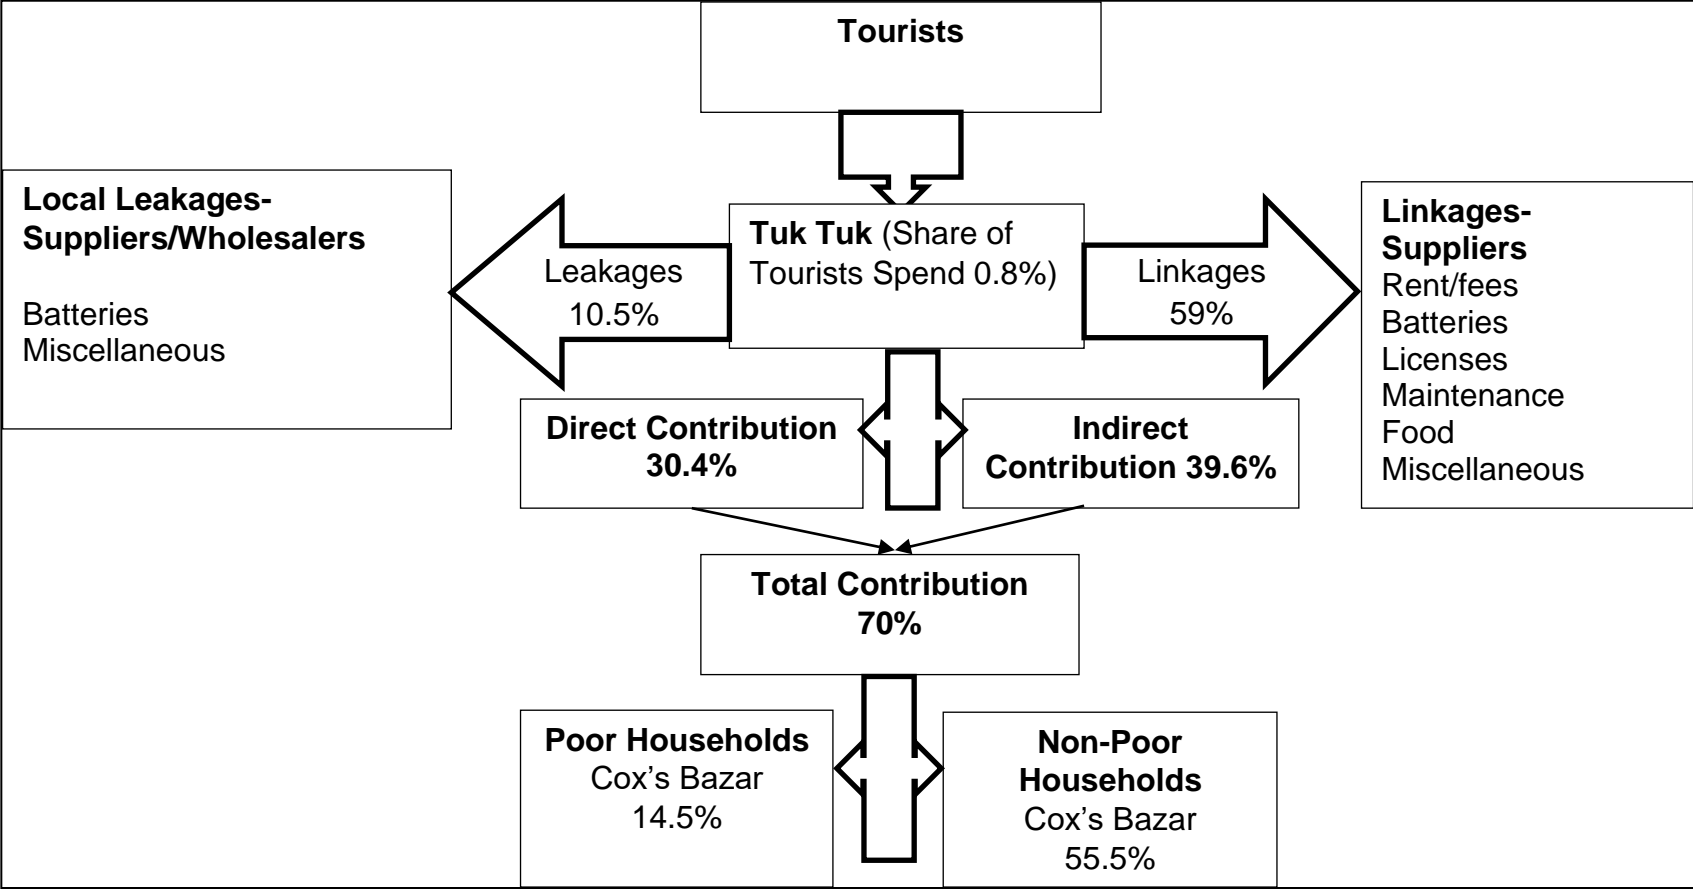 Tourists
Local Leakages-
Suppliers/Wholesalers
Batteries
Miscellaneous
Leakages
10.5%
Tuk Tuk (Share of
Tourists Spend 0.8%)
Linkages
59%
Linkages-
Suppliers
Rent/fees
Batteries
Licenses
Maintenance
Food
Miscellaneous
Direct Contribution
30.4%
Indirect
Contribution 39.6%
Total Contribution
70%
Poor Households
Cox’s Bazar
14.5%
Non-Poor
Households
Cox’s Bazar
55.5%